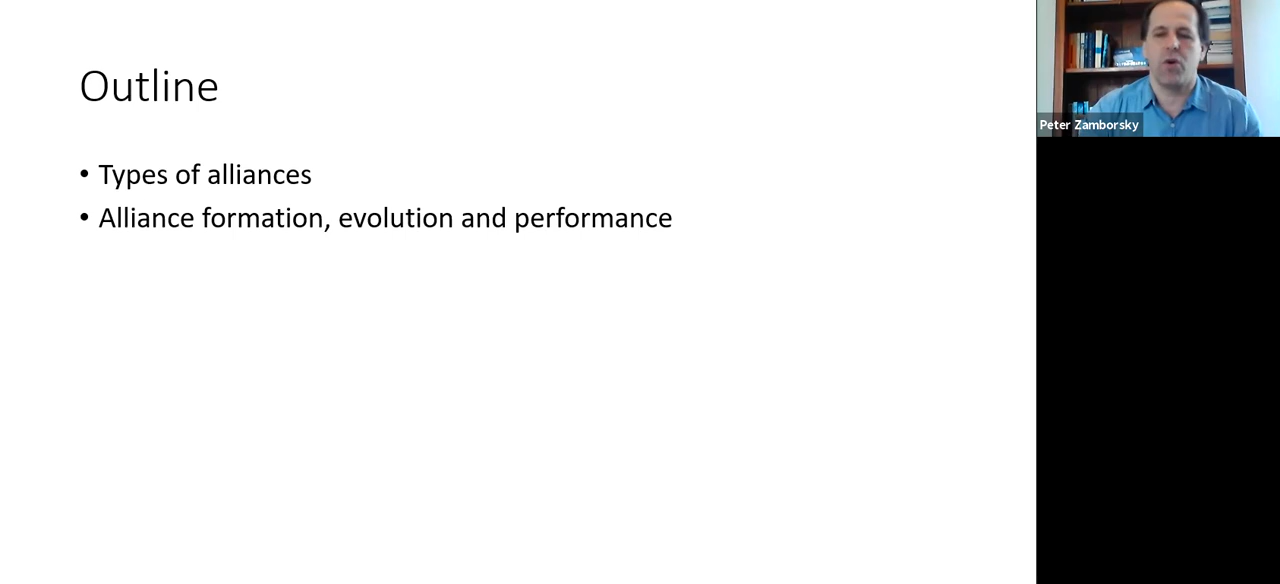 Outline
• Types of alliances
• Alliance formation, evolution and performance
Peter Zamborsky